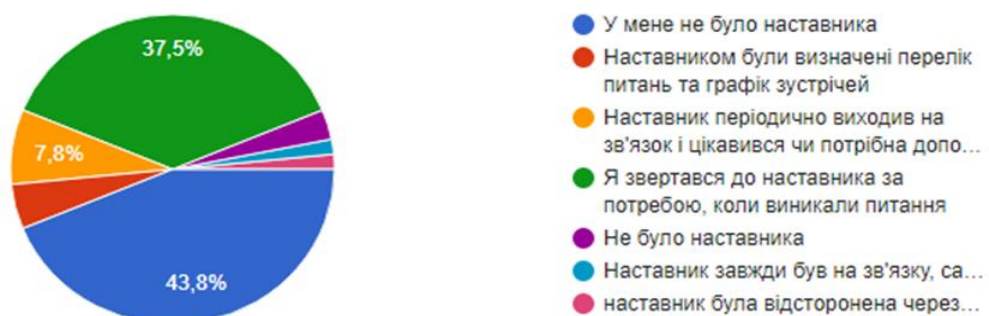 37,5%
7,8%
43,8%
У мене не було наставника
Наставником були визначені перелік
питань та графік зустрічей
Наставник періодично виходив на
зв'язок і цікавився чи потрібна допо…
Я звертався до наставника за
потребою, коли виникали питання
Не було наставника
Наставник завжди був на зв'язку, са…
наставник була відсторонена через…